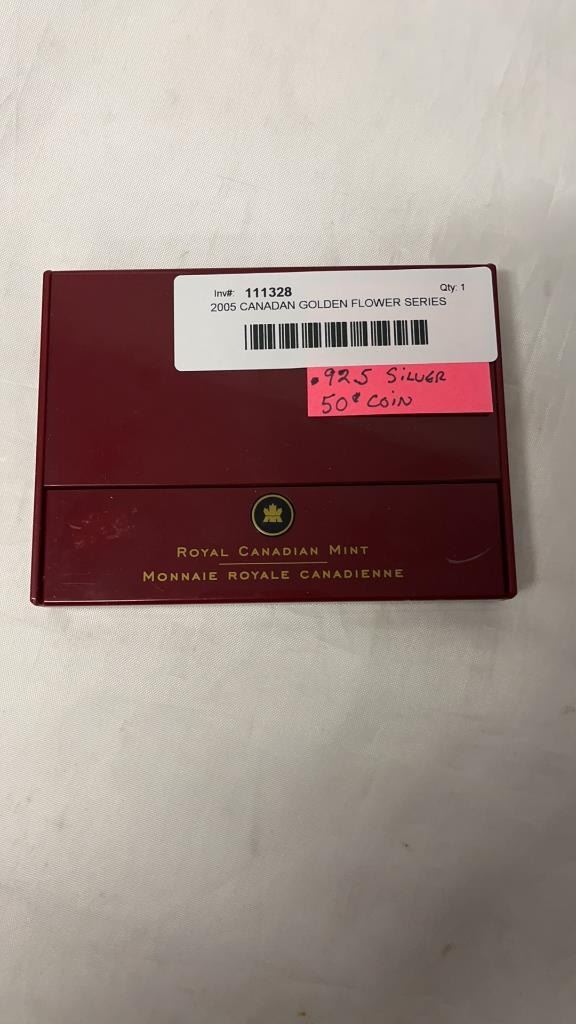 Inv#: 111328 Qty: 1
2005 CANADAN GOLDEN FLOWER SERIES
.925 SILVER
50¢ COIN
ROYAL CANADIAN MINT
MONNAIE ROYALE CANADIENNE